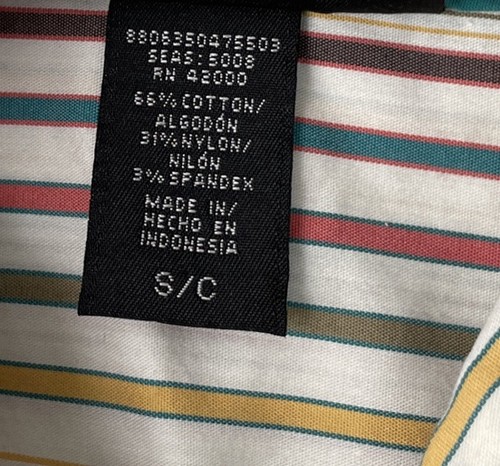 8806350475503
SEAS: 5008
RN 42000
66% COTTON/
ALGODÓN
31% NYLON/
NILÓN
3% SPANDEX
MADE IN/
HECHO EN
INDONESIA
S/C